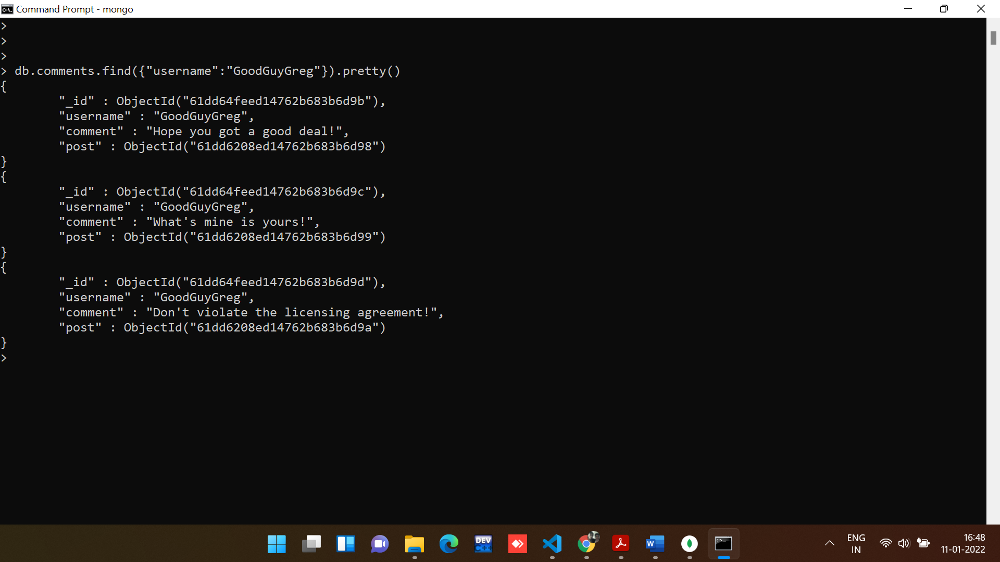 Command Prompt - mongo
>
>
>
> db.comments.find({"username":"GoodGuyGreg"}).pretty()
{
        "_id" : ObjectId("61dd64feed14762b683b6d9b"),
        "username" : "GoodGuyGreg",
        "comment" : "Hope you got a good deal!",
        "post" : ObjectId("61dd6208ed14762b683b6d98")
}
{
        "_id" : ObjectId("61dd64feed14762b683b6d9c"),
        "username" : "GoodGuyGreg",
        "comment" : "What's mine is yours!",
        "post" : ObjectId("61dd6208ed14762b683b6d99")
}
{
        "_id" : ObjectId("61dd64feed14762b683b6d9d"),
        "username" : "GoodGuyGreg",
        "comment" : "Don't violate the licensing agreement!",
        "post" : ObjectId("61dd6208ed14762b683b6d9a")
}
>
DEV
C++
W
ENG
IN
16:48
11-01-2022